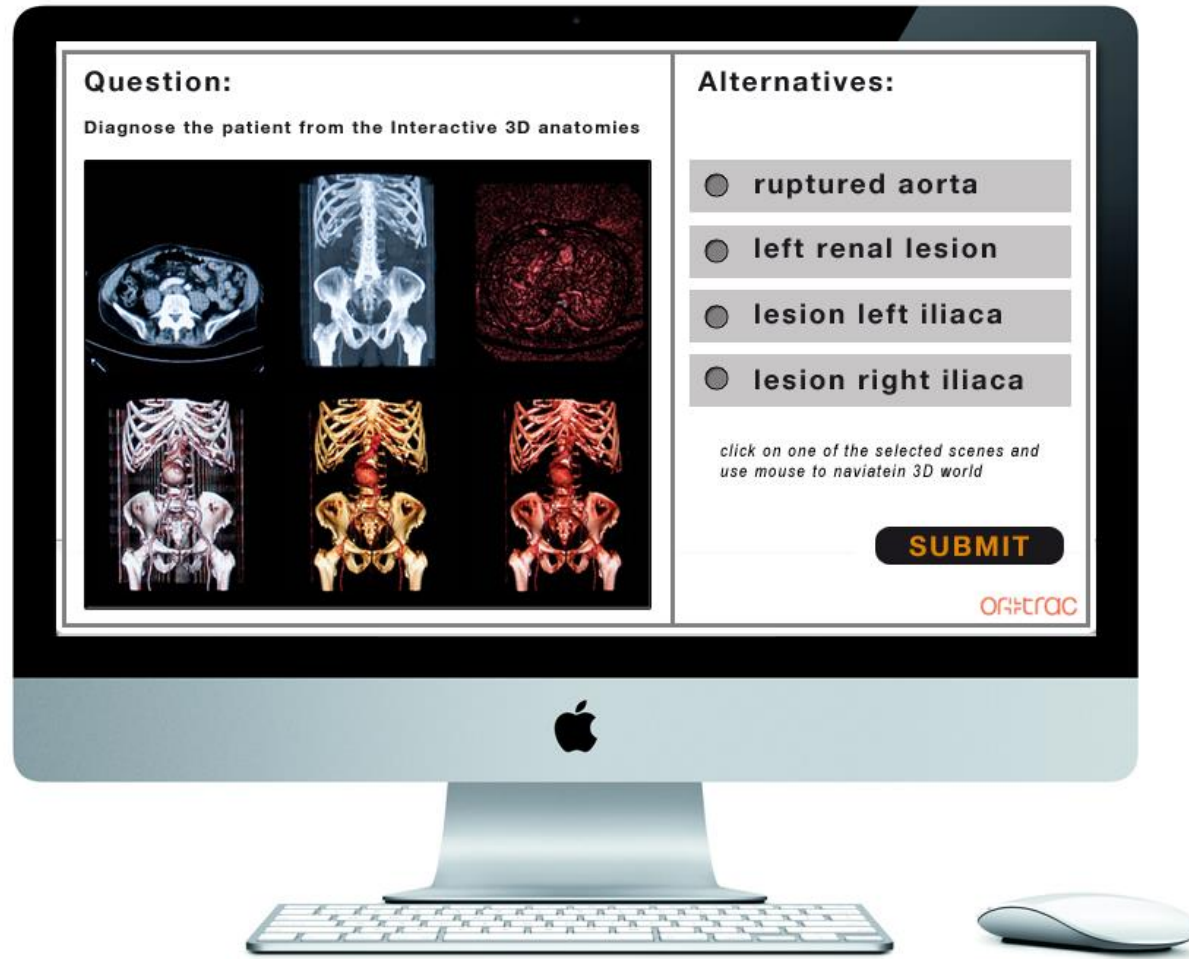 Question:
Diagnose the patient from the Interactive 3D anatomies
Alternatives:
ruptured aorta
left renal lesion
lesion left iliaca
lesion right iliaca
click on one of the selected scenes and
use mouse to naviatein 3D world
SUBMIT